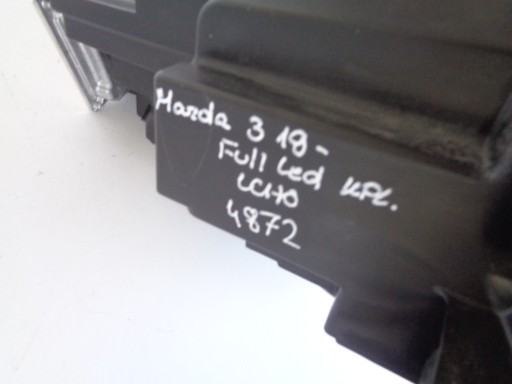 Mazda 3 19-
Full Led KPL.
4872